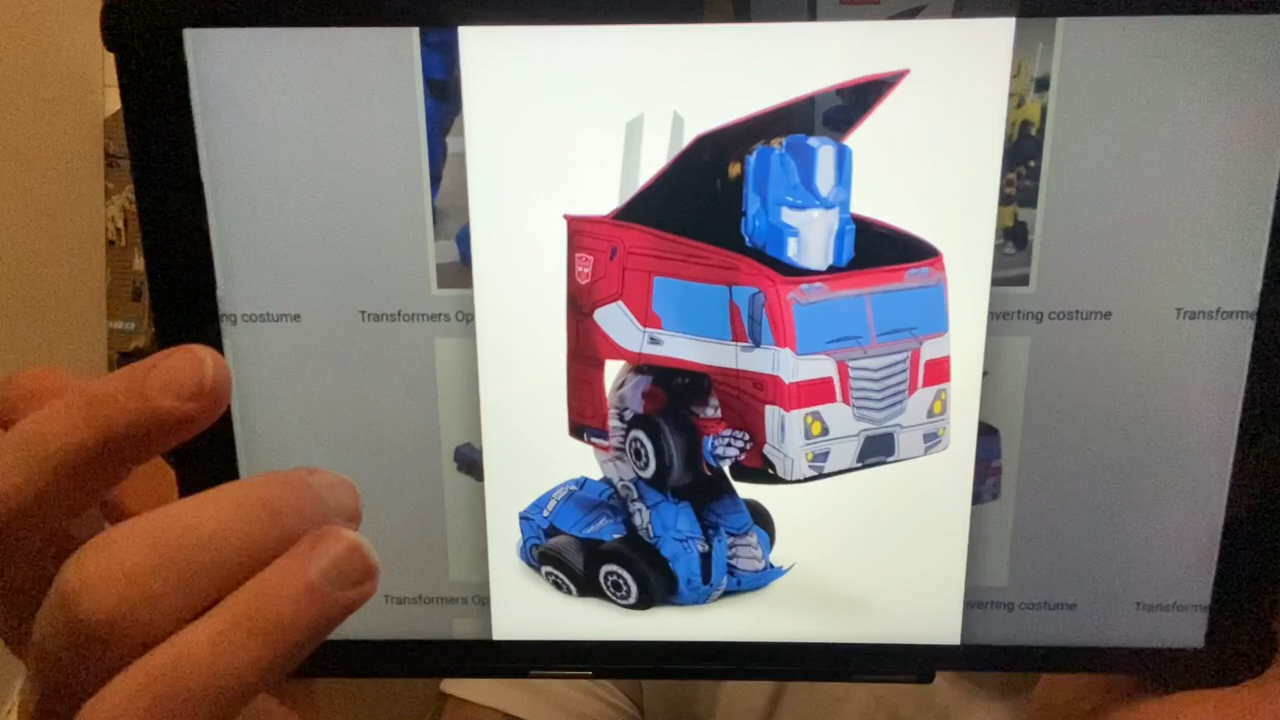 ng costume
Transformers Op
nverting costume
Transforme
Transformers Op
nverting costume
Transforme